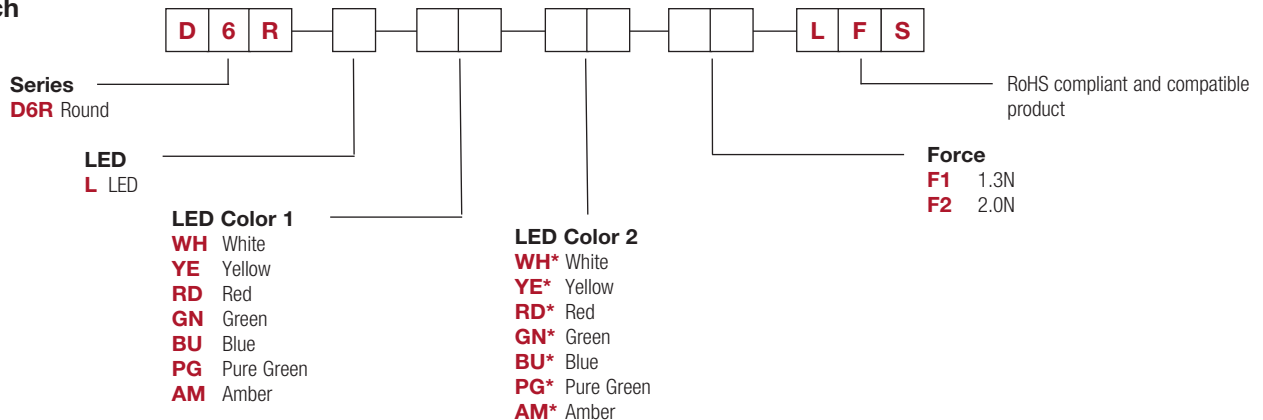 ch
D 6 R L F S
Series
D6R Round
RoHS compliant and compatible
product
LED
L LED
Force
F1 1.3N
F2 2.0N
LED Color 1
WH White
YE Yellow
RD Red
GN Green
BU Blue
PG Pure Green
AM Amber
LED Color 2
WH* White
YE* Yellow
RD* Red
GN* Green
BU* Blue
PG* Pure Green
AM* Amber